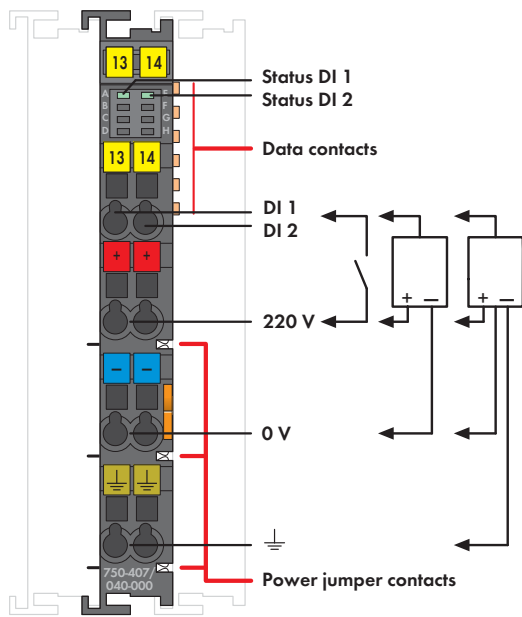 13 14
Status DI 1
A E
Status DI 2
B F
C G
D H
Data contacts
13 14
DI 1
DI 2
+ +
+ − + −
220 V
− −
0 V
750-407/
040-000
Power jumper contacts